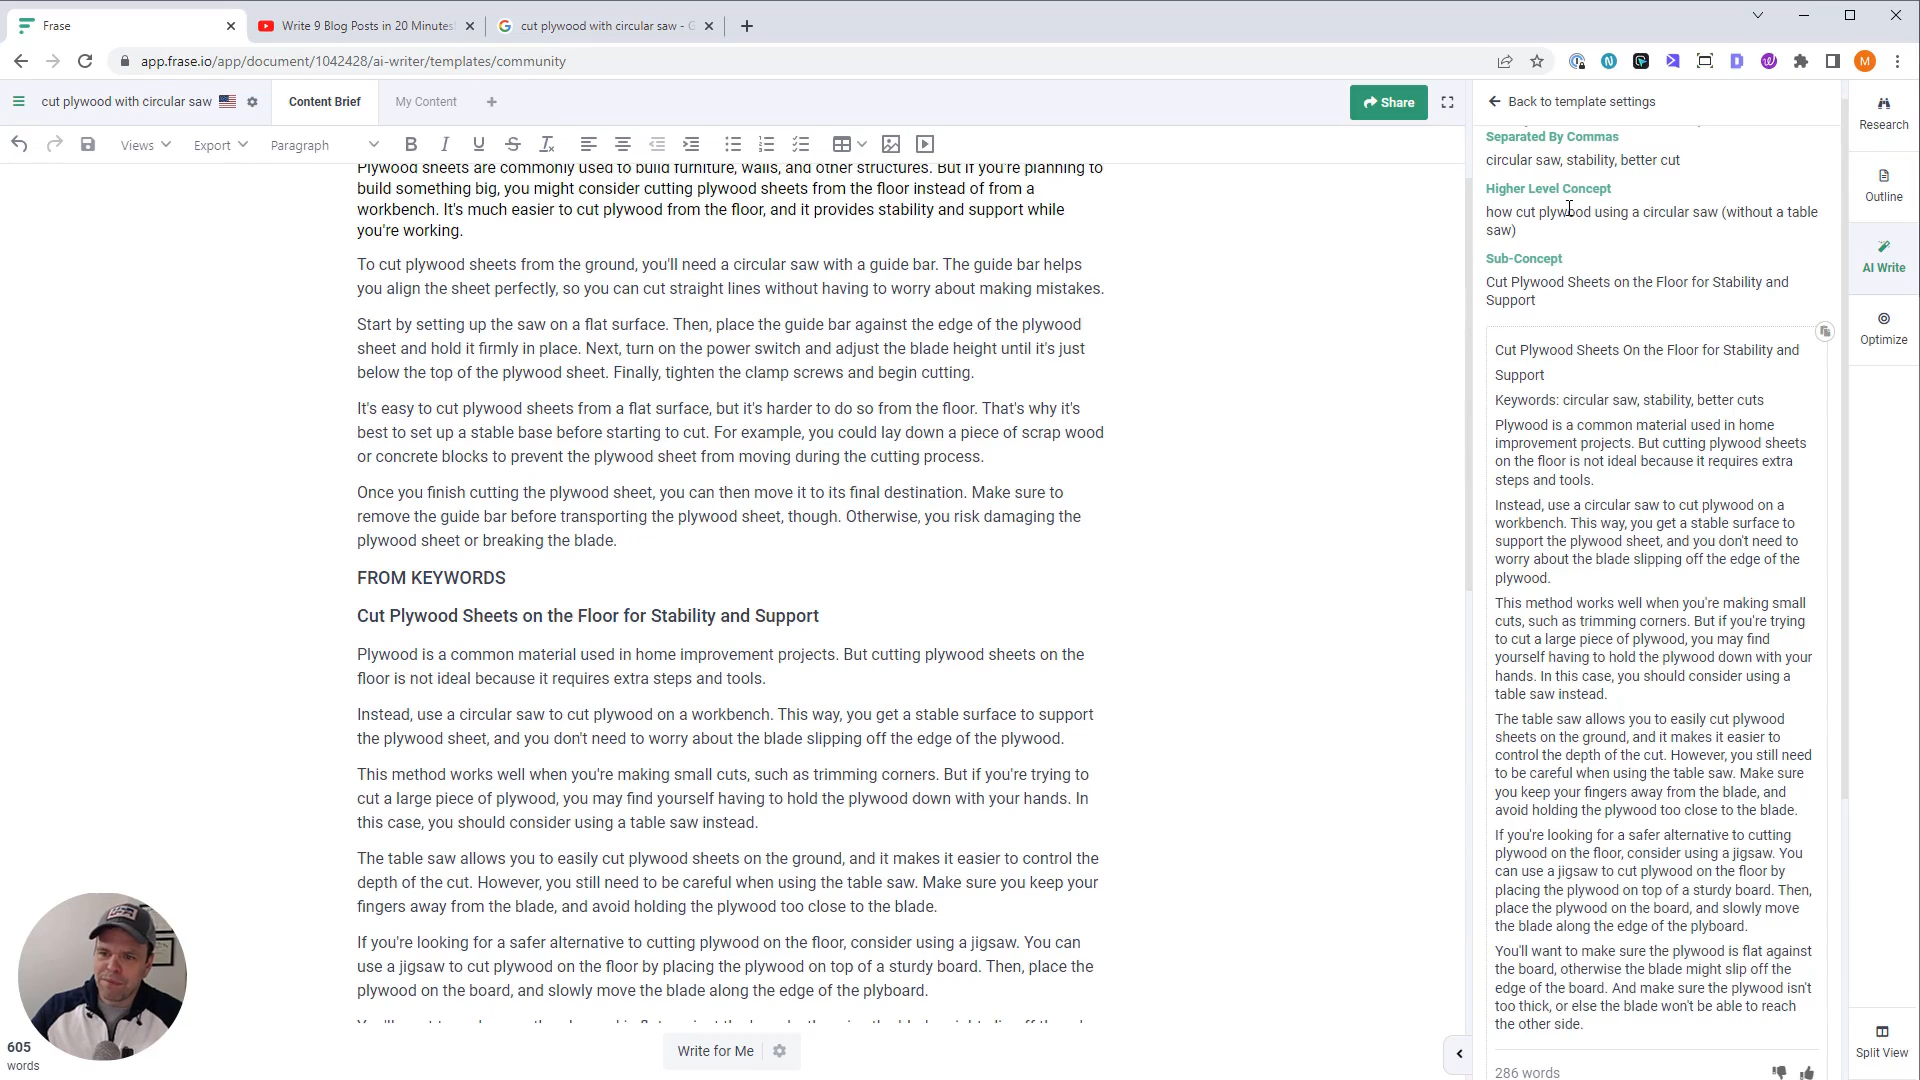 Frase
Write 9 Blog Posts in 20 Minutes
cut plywood with circular saw - G
app.frase.io/app/document/1042428/ai-writer/templates/community
M
cut plywood with circular saw
Content Brief
My Content
Share
Back to template settings
Research
Views
Export
Paragraph
Plywood sheets are commonly used to build furniture, walls, and other structures. But if you're planning to
build something big, you might consider cutting plywood sheets from the floor instead of from a
workbench. It's much easier to cut plywood from the floor, and it provides stability and support while
you're working.
To cut plywood sheets from the ground, you'll need a circular saw with a guide bar. The guide bar helps
you align the sheet perfectly, so you can cut straight lines without having to worry about making mistakes.
Start by setting up the saw on a flat surface. Then, place the guide bar against the edge of the plywood
sheet and hold it firmly in place. Next, turn on the power switch and adjust the blade height until it's just
below the top of the plywood sheet. Finally, tighten the clamp screws and begin cutting.
It's easy to cut plywood sheets from a flat surface, but it's harder to do so from the floor. That's why it's
best to set up a stable base before starting to cut. For example, you could lay down a piece of scrap wood
or concrete blocks to prevent the plywood sheet from moving during the cutting process.
Once you finish cutting the plywood sheet, you can then move it to its final destination. Make sure to
remove the guide bar before transporting the plywood sheet, though. Otherwise, you risk damaging the
plywood sheet or breaking the blade.
FROM KEYWORDS
Cut Plywood Sheets on the Floor for Stability and Support
Plywood is a common material used in home improvement projects. But cutting plywood sheets on the
floor is not ideal because it requires extra steps and tools.
Instead, use a circular saw to cut plywood on a workbench. This way, you get a stable surface to support
the plywood sheet, and you don't need to worry about the blade slipping off the edge of the plywood.
This method works well when you're making small cuts, such as trimming corners. But if you're trying to
cut a large piece of plywood, you may find yourself having to hold the plywood down with your hands. In
this case, you should consider using a table saw instead.
The table saw allows you to easily cut plywood sheets on the ground, and it makes it easier to control the
depth of the cut. However, you still need to be careful when using the table saw. Make sure you keep your
fingers away from the blade, and avoid holding the plywood too close to the blade.
If you're looking for a safer alternative to cutting plywood on the floor, consider using a jigsaw. You can
use a jigsaw to cut plywood on the floor by placing the plywood on top of a sturdy board. Then, place the
plywood on the board, and slowly move the blade along the edge of the plyboard.
605
words
Write for Me
Separated By Commas
circular saw, stability, better cut
Higher Level Concept
how cut plywood using a circular saw (without a table
saw)
Sub-Concept
Cut Plywood Sheets on the Floor for Stability and
Support
Cut Plywood Sheets On the Floor for Stability and
Support
Keywords: circular saw, stability, better cuts
Plywood is a common material used in home
improvement projects. But cutting plywood sheets
on the floor is not ideal because it requires extra
steps and tools.
Instead, use a circular saw to cut plywood on a
workbench. This way, you get a stable surface to
support the plywood sheet, and you don't need to
worry about the blade slipping off the edge of the
plywood.
This method works well when you're making small
cuts, such as trimming corners. But if you're trying
to cut a large piece of plywood, you may find
yourself having to hold the plywood down with your
hands. In this case, you should consider using a
table saw instead.
The table saw allows you to easily cut plywood
sheets on the ground, and it makes it easier to
control the depth of the cut. However, you still need
to be careful when using the table saw. Make sure
you keep your fingers away from the blade, and
avoid holding the plywood too close to the blade.
If you're looking for a safer alternative to cutting
plywood on the floor, consider using a jigsaw. You
can use a jigsaw to cut plywood on the floor by
placing the plywood on top of a sturdy board. Then,
place the plywood on the board, and slowly move
the blade along the edge of the plyboard.
You'll want to make sure the plywood is flat against
the board, otherwise the blade might slip off the
edge of the board. And make sure the plywood isn't
too thick, or else the blade won't be able to reach
the other side.
286 words
Outline
AI Write
Optimize
Split View